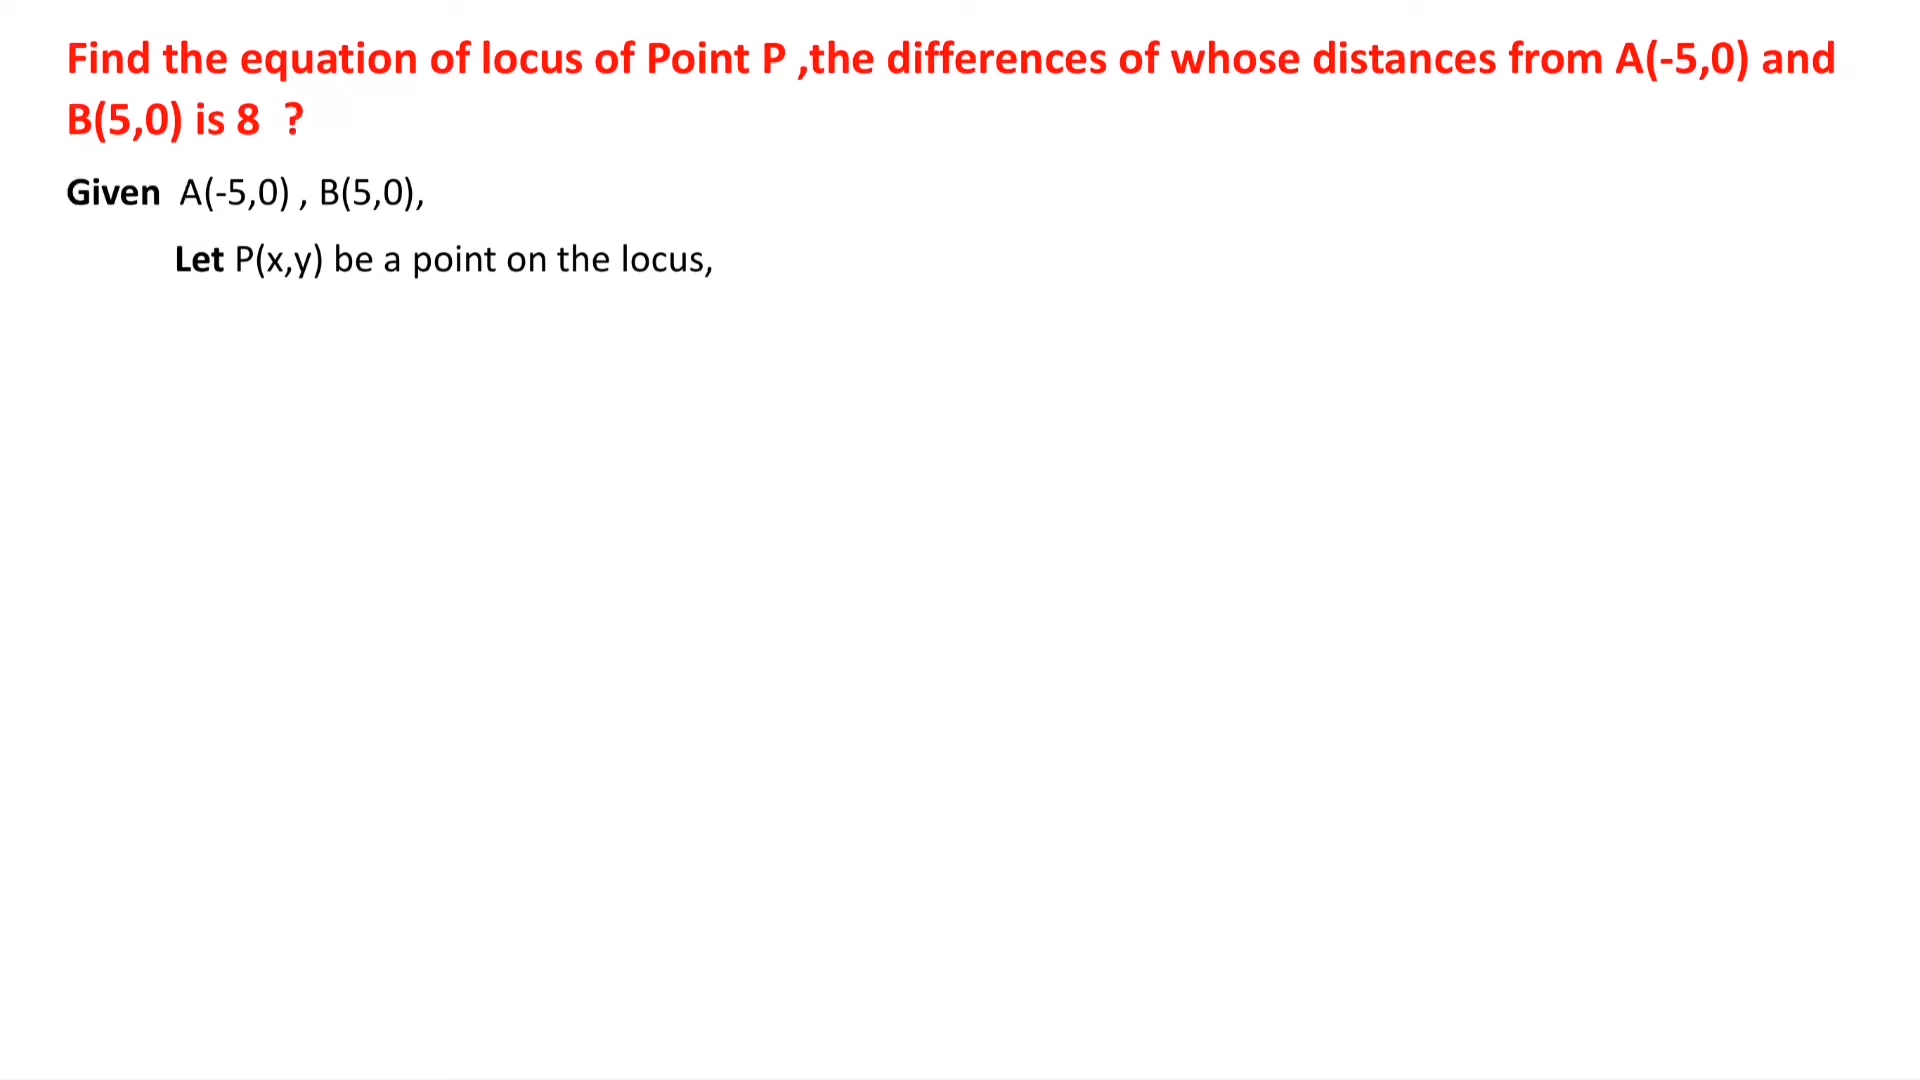 Find the equation of locus of Point P ,the differences of whose distances from A(-5,0) and
B(5,0) is 8 ?
Given A(-5,0) , B(5,0),
Let P(x,y) be a point on the locus,